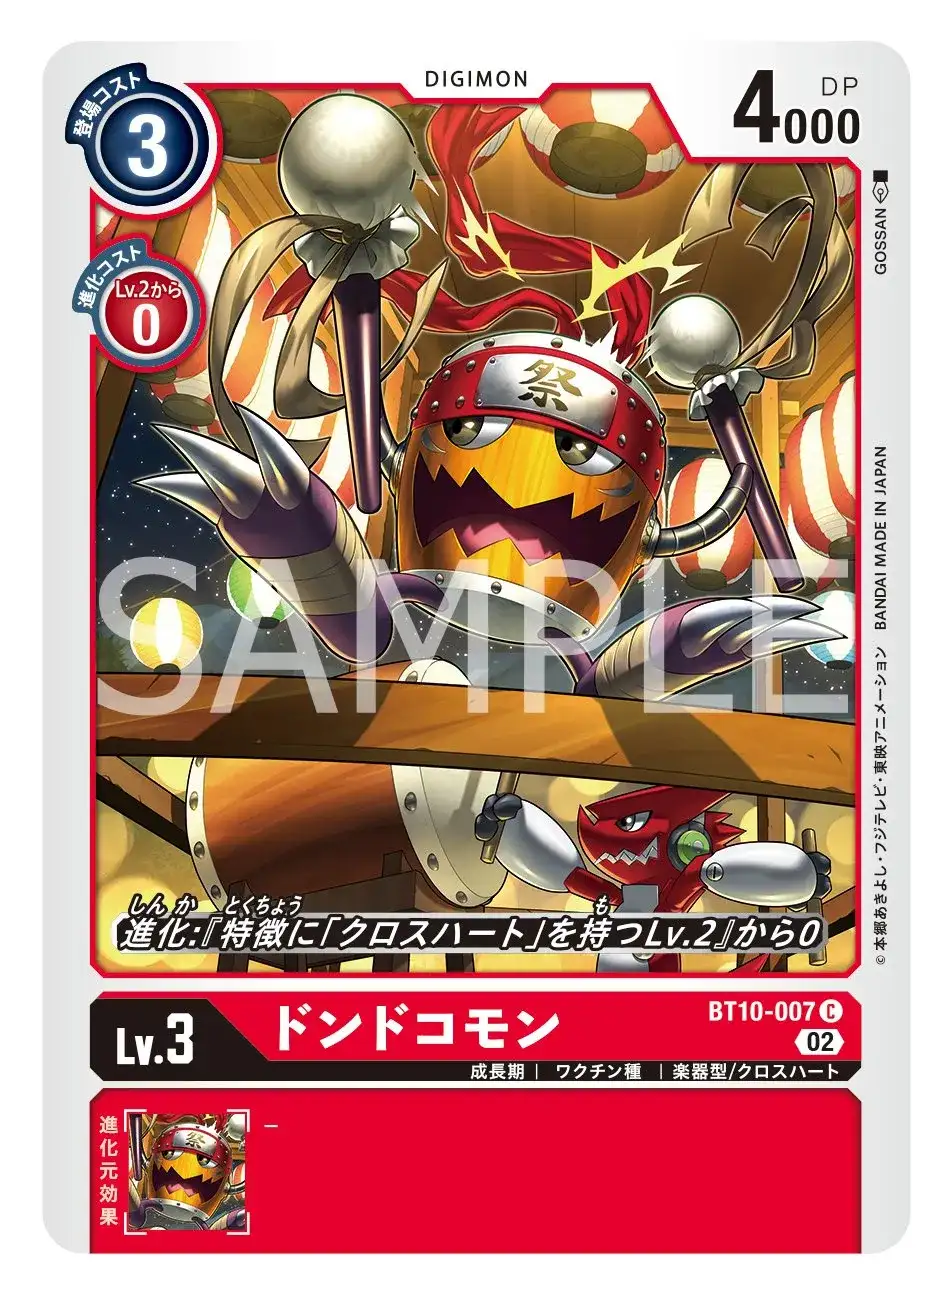 DIGIMON
登場コスト
3
DP
4000
進化コスト
Lv.2から
0
GOSSAN
祭
SAMPLE
BANDAI MADE IN JAPAN
©本郷あきよし・フジテレビ・東映アニメーション
しんか とくちょう も
進化:『特徴に「クロスハート」を持つLv.2』から0
Lv.3
ドンドコモン
BT10-007 C
02
成長期 | ワクチン種 | 楽器型/クロスハート
進化元効果
祭
–